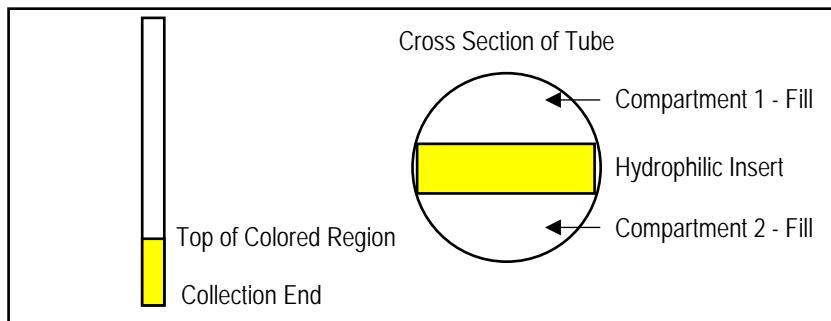 Cross Section of Tube
Compartment 1 - Fill
Hydrophilic Insert
Compartment 2 - Fill
Top of Colored Region
Collection End